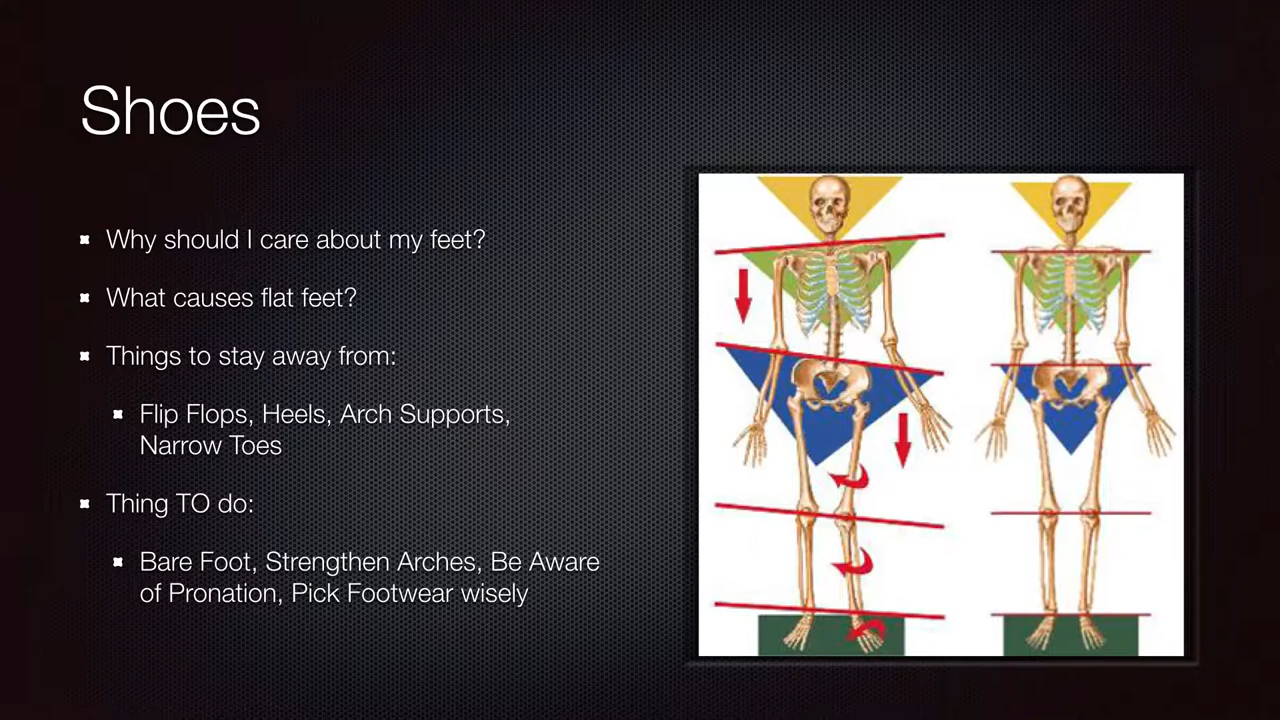 Shoes
Why should I care about my feet?
What causes flat feet?
Things to stay away from:
Flip Flops, Heels, Arch Supports,
Narrow Toes
Thing TO do:
Bare Foot, Strengthen Arches, Be Aware
of Pronation, Pick Footwear wisely